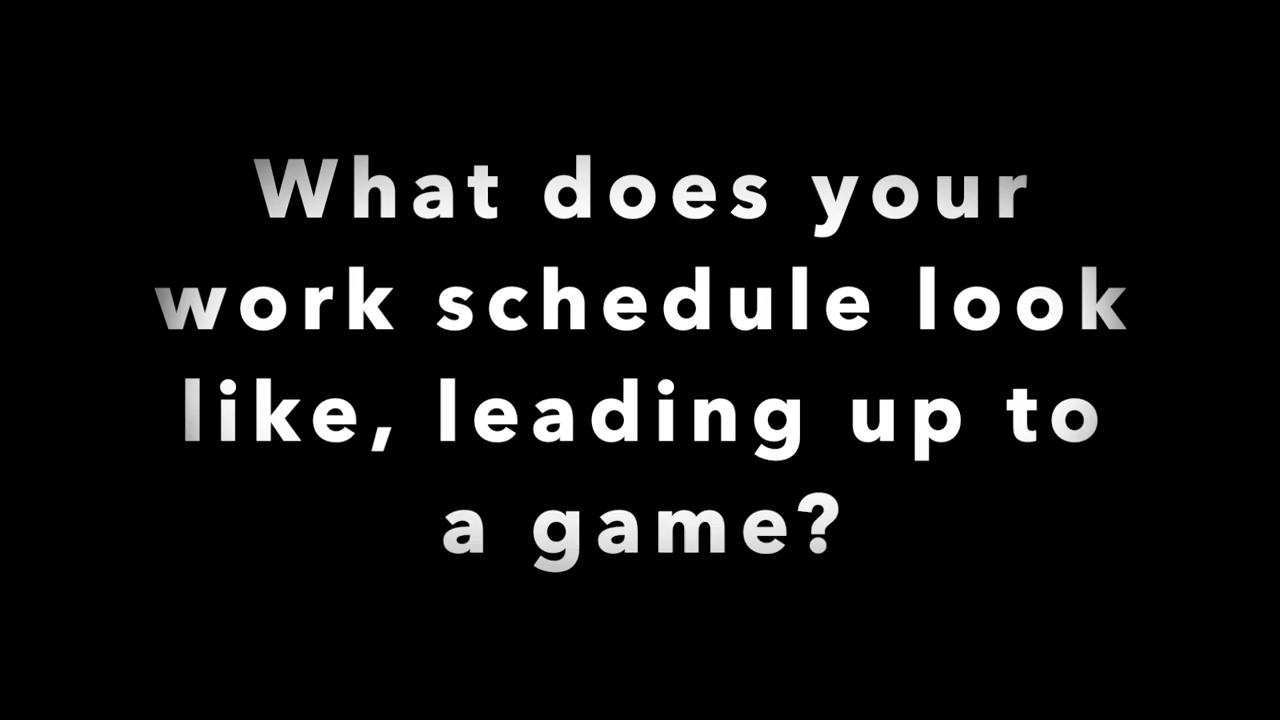 What does your
work schedule look
like, leading up to
a game?